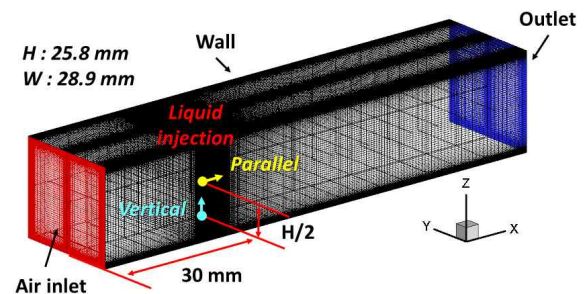 Outlet
Wall
H : 25.8 mm
W : 28.9 mm
Liquid
injection
Parallel
Vertical
Z
Y
X
H/2
30 mm
Air inlet